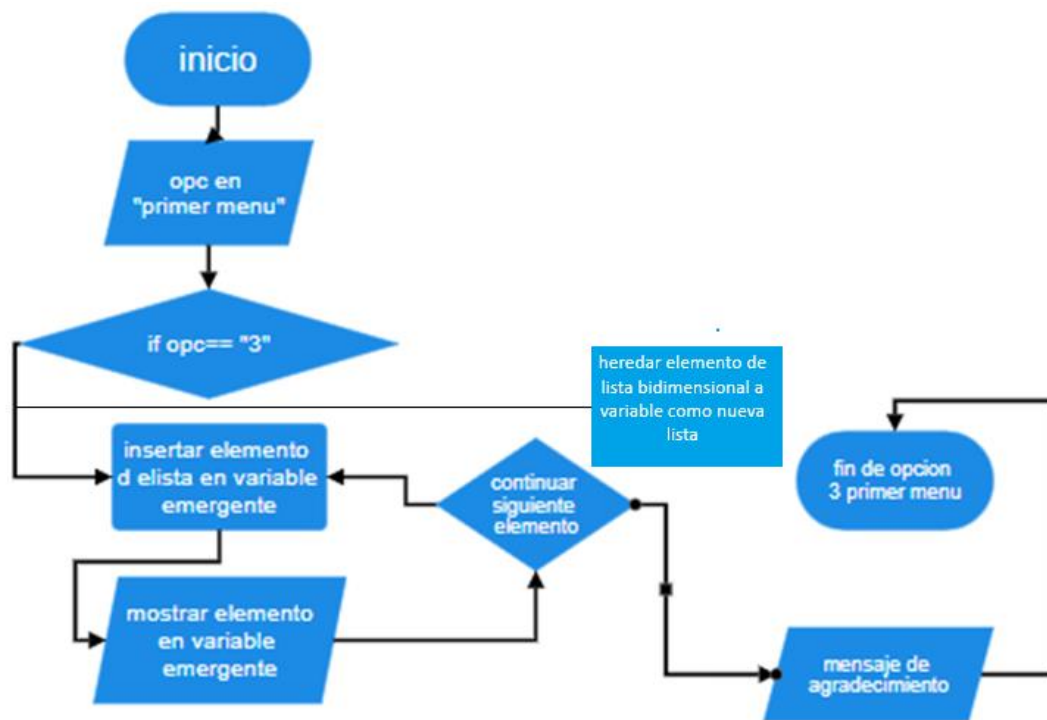 inicio
opc en
"primer menu"
if opc== "3"
heredar elemento de
lista bidimensional a
variable como nueva
lista
insertar elemento
d elista en variable
emergente
continuar
siguiente
elemento
fin de opcion
3 primer menu
mostrar elemento
en variable
emergente
mensaje de
agradecimiento